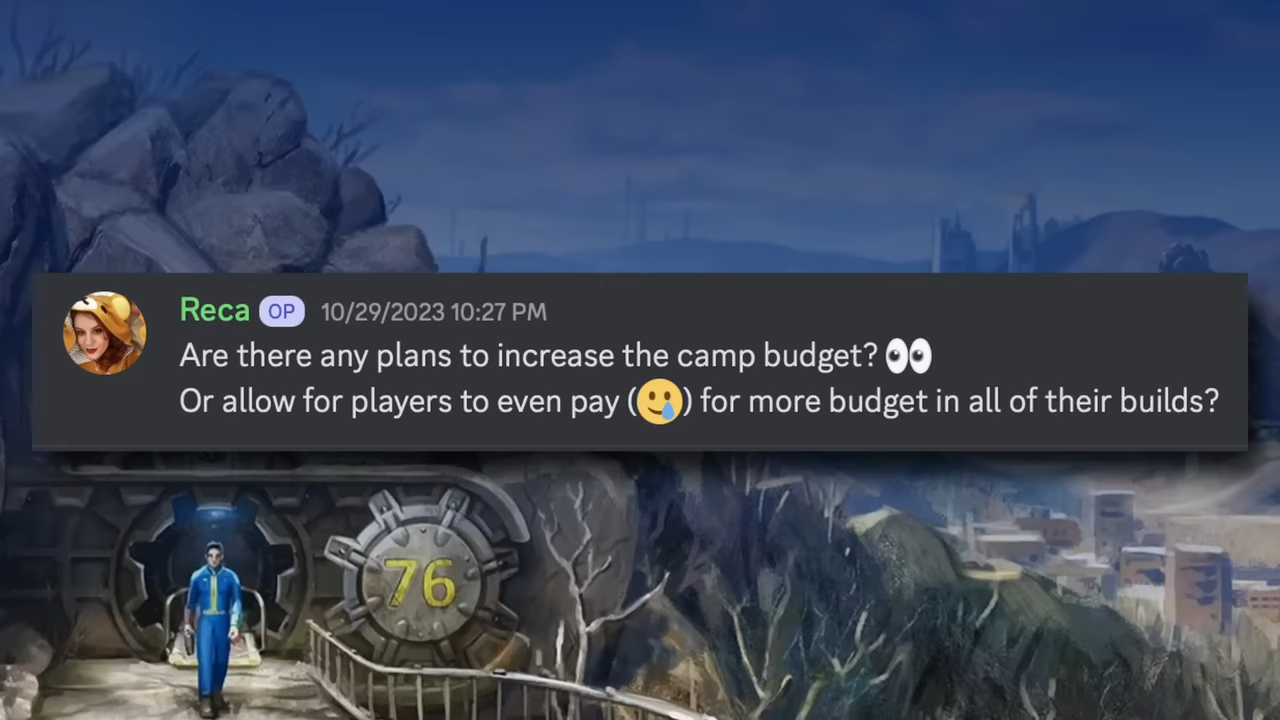 Reca OP 10/29/2023 10:27 PM
Are there any plans to increase the camp budget? 👀
Or allow for players to even pay (🥲) for more budget in all of their builds?
76